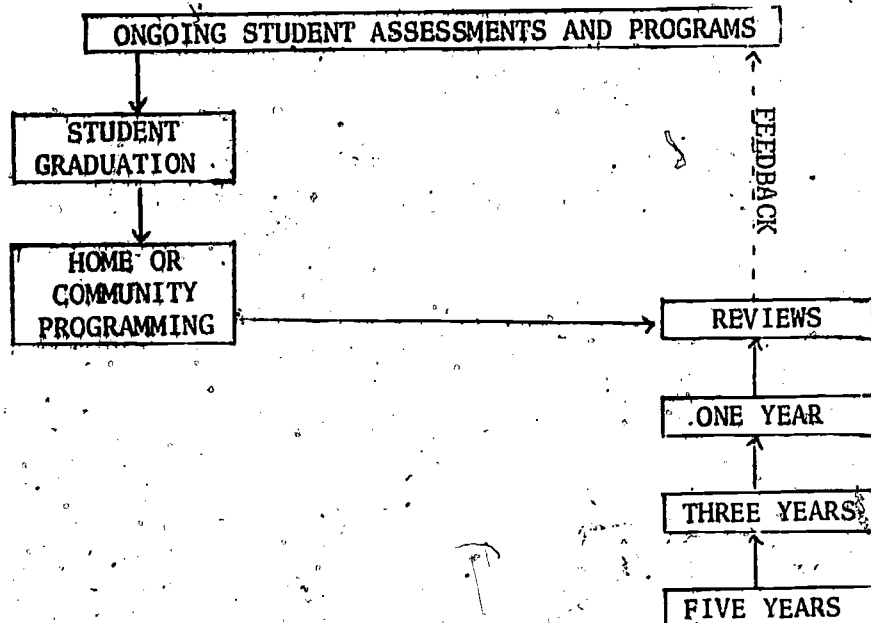 ONGOING STUDENT ASSESSMENTS AND PROGRAMS
STUDENT
GRADUATION
FEEDBACK
HOME OR
COMMUNITY
PROGRAMMING
REVIEWS
ONE YEAR
THREE YEARS
FIVE YEARS